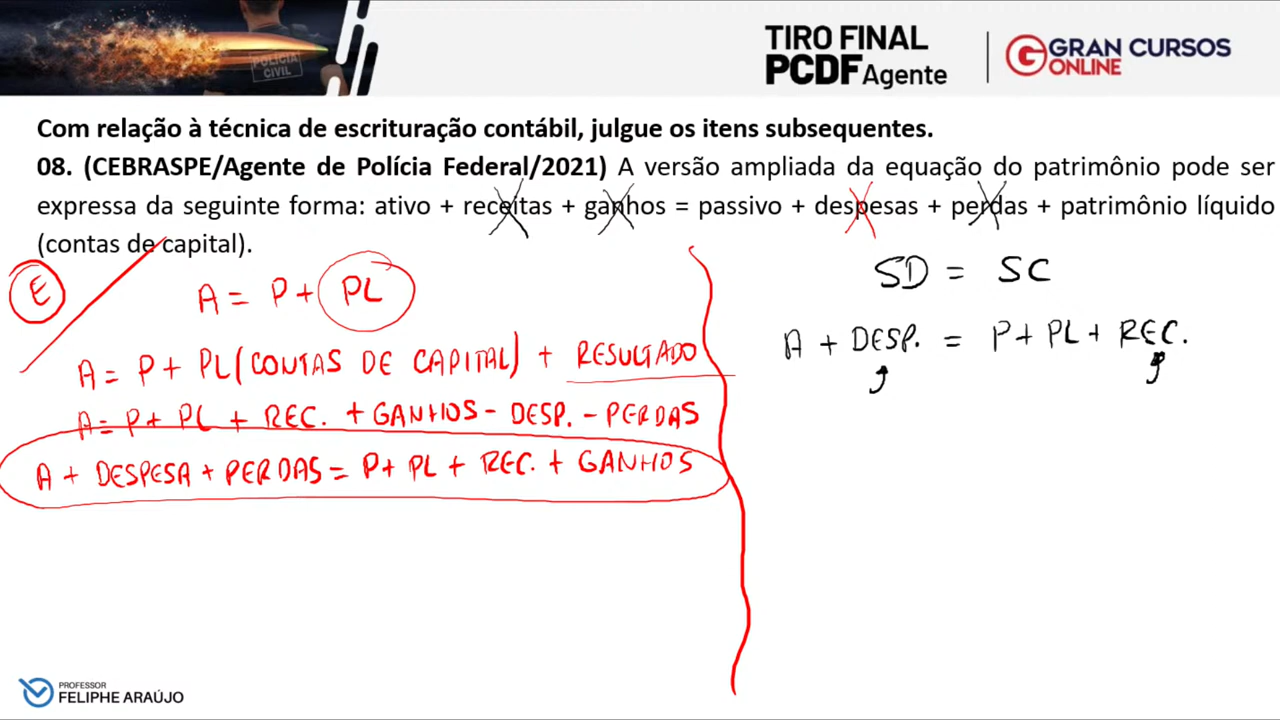 POLÍCIA
CIVIL
TIRO FINAL
PCDF Agente
GRAN CURSOS
ONLINE
Com relação à técnica de escrituração contábil, julgue os itens subsequentes.
08. (CEBRASPE/Agente de Polícia Federal/2021) A versão ampliada da equação do patrimônio pode ser
expressa da seguinte forma: ativo + receitas + ganhos = passivo + despesas + perdas + patrimônio líquido
(contas de capital).
E
A = P + PL
A = P + PL (CONTAS DE CAPITAL) + RESULTADO
A = P + PL + REC. + GANHOS - DESP. - PERDAS
A + DESPESA + PERDAS = P + PL + REC. + GANHOS
SD = SC
A + DESP. = P + PL + REC.
PROFESSOR
FELIPHE ARAÚJO